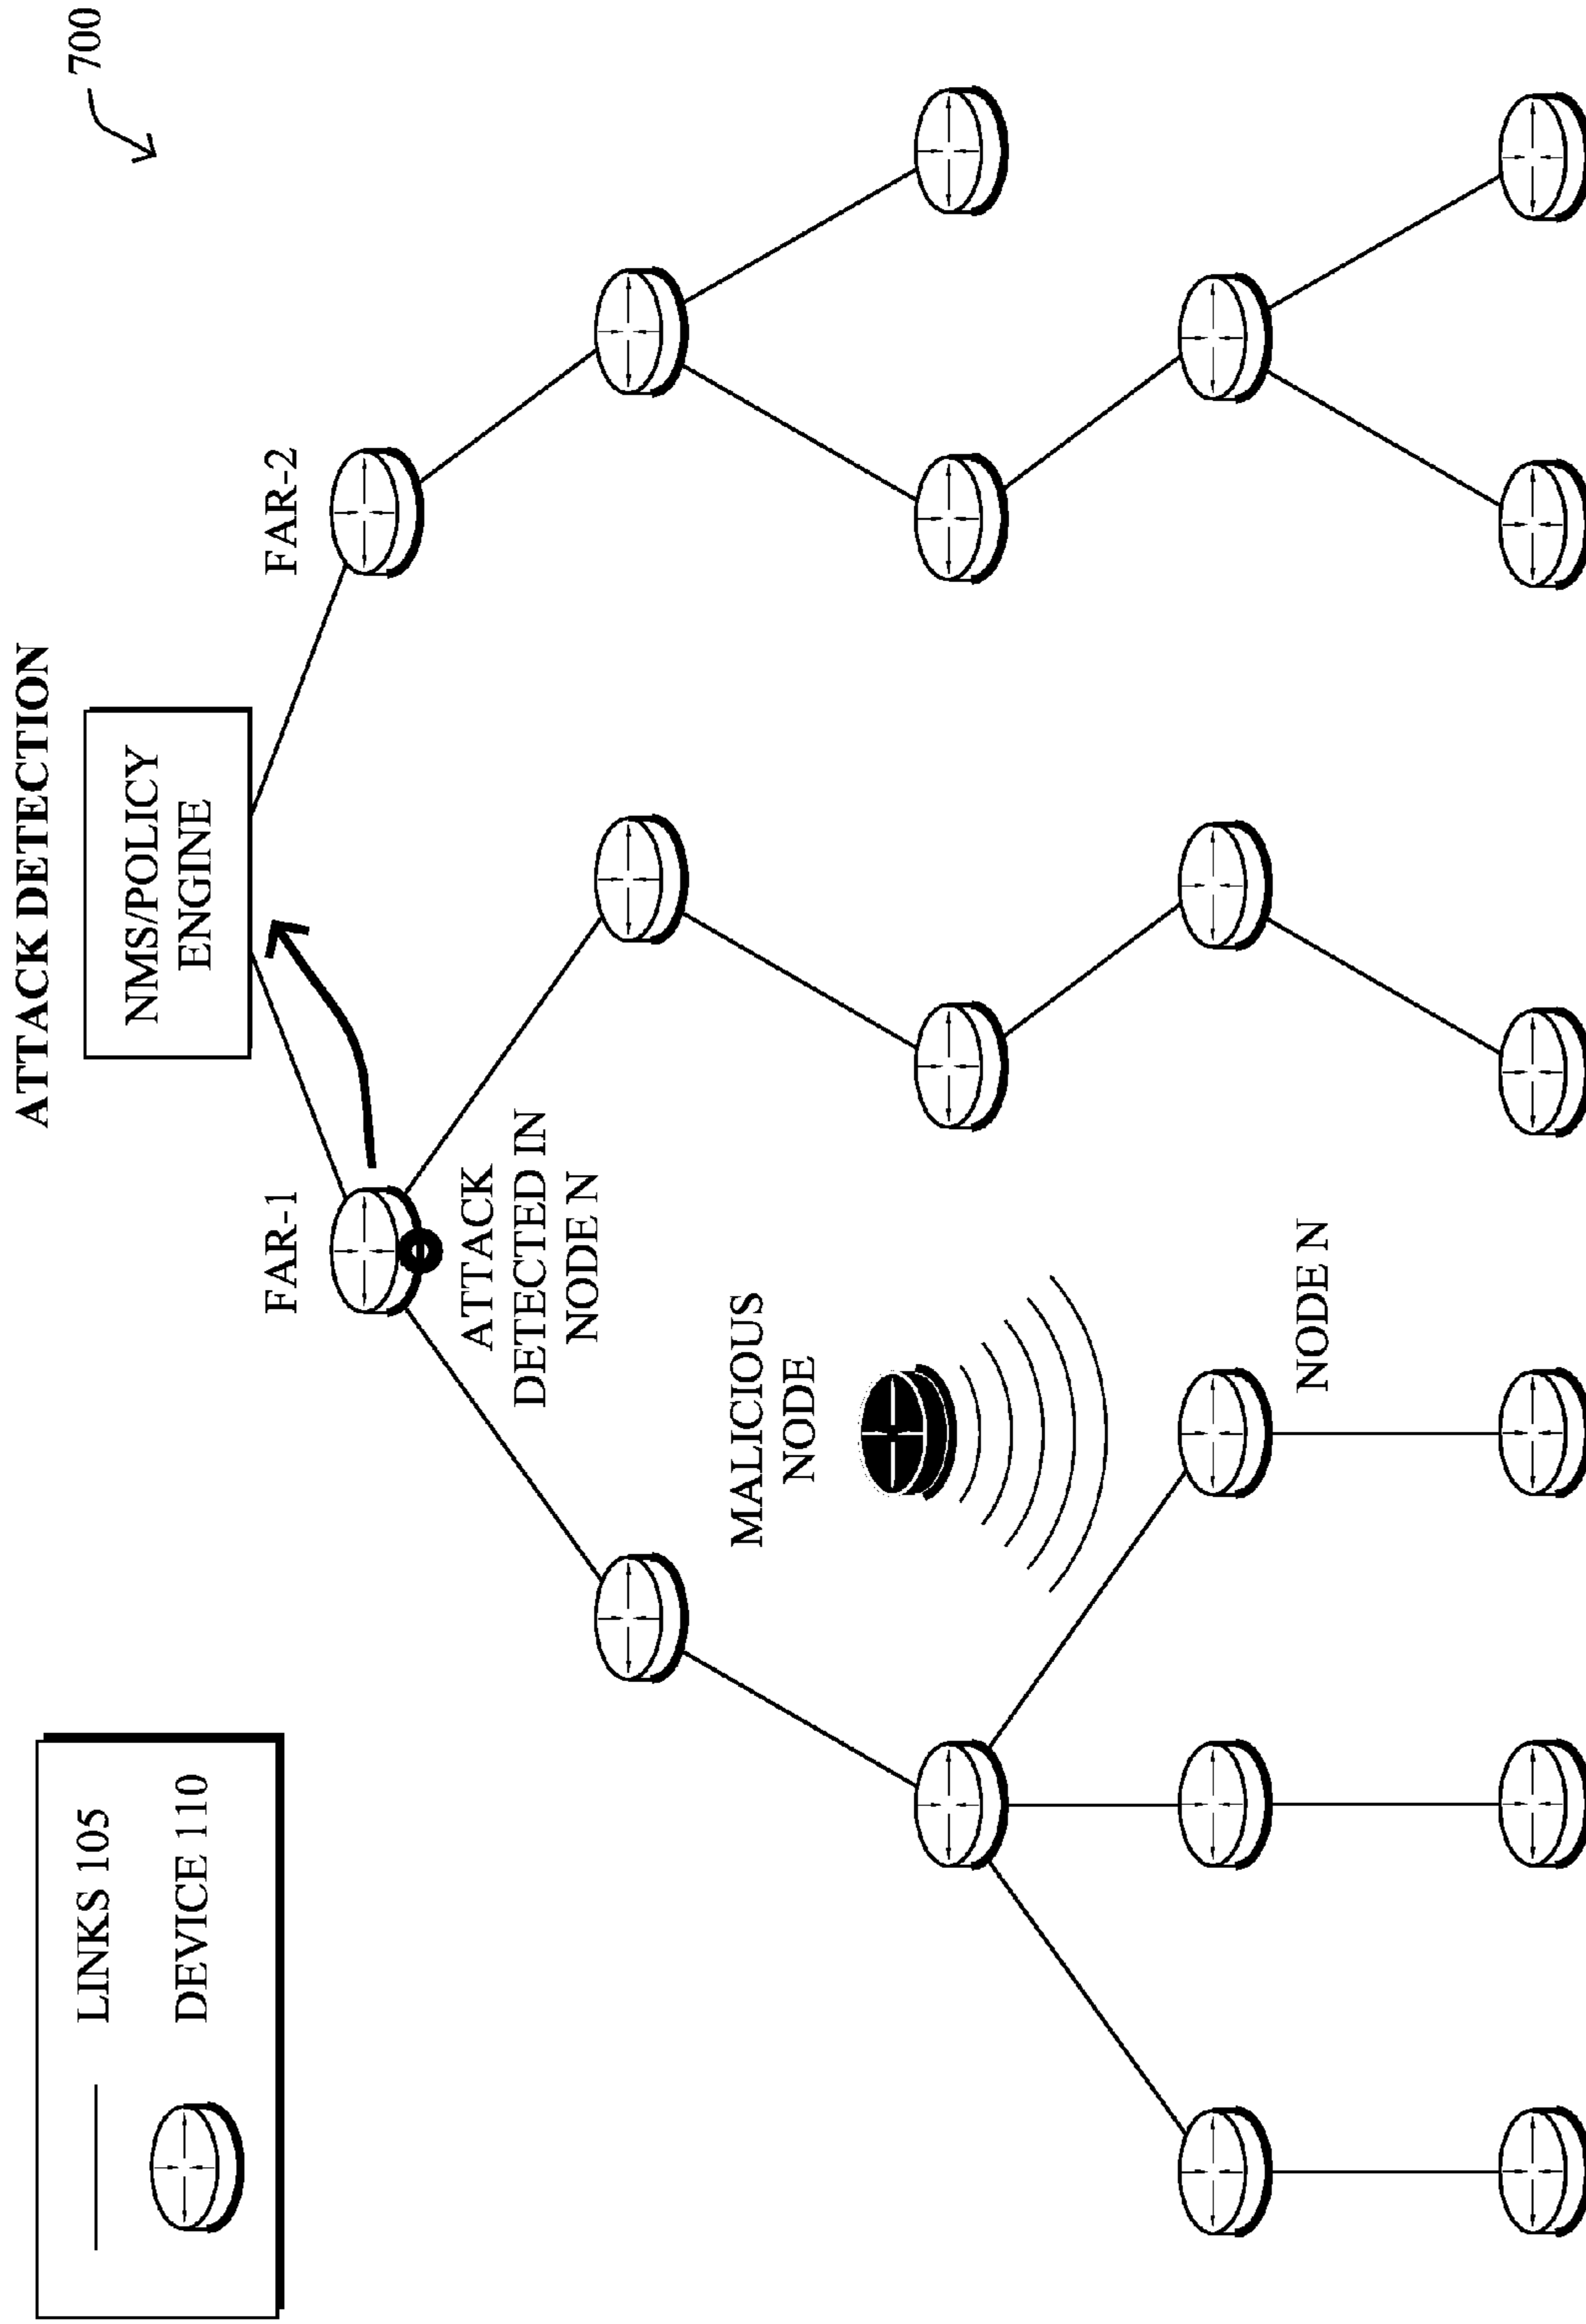 ATTACK DETECTION
700
LINKS 105
DEVICE 110
NMS/POLICY
ENGINE
FAR-1
FAR-2
ATTACK
DETECTED IN
NODE N
MALICIOUS
NODE
NODE N